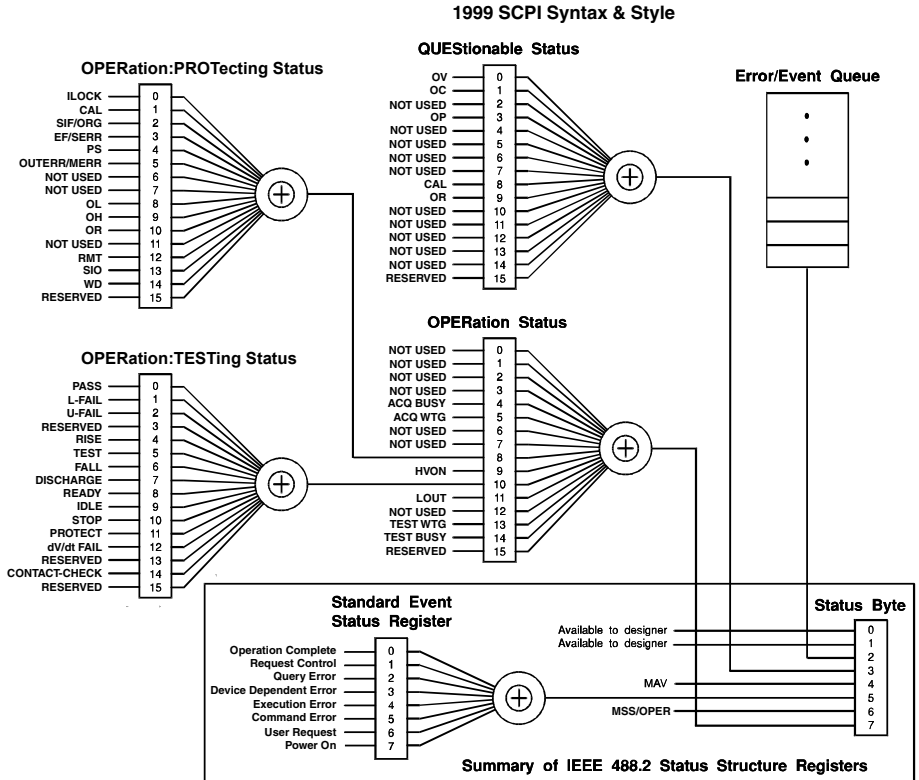 1999 SCPI Syntax & Style
OPERation:PROTecting Status
ILOCK 0
CAL 1
SIF/ORG 2
EF/SERR 3
PS 4
OUTERR/MERR 5
NOT USED 6
NOT USED 7
OL 8
OH 9
OR 10
NOT USED 11
RMT 12
SIO 13
WD 14
RESERVED 15
QUEStionable Status
OV 0
OC 1
NOT USED 2
OP 3
NOT USED 4
NOT USED 5
NOT USED 6
NOT USED 7
CAL 8
OR 9
NOT USED 10
NOT USED 11
NOT USED 12
NOT USED 13
NOT USED 14
RESERVED 15
Error/Event Queue
OPERation:TESTing Status
PASS 0
L-FAIL 1
U-FAIL 2
RESERVED 3
RISE 4
TEST 5
FALL 6
DISCHARGE 7
READY 8
IDLE 9
STOP 10
PROTECT 11
dV/dt FAIL 12
RESERVED 13
CONTACT-CHECK 14
RESERVED 15
OPERation Status
NOT USED 0
NOT USED 1
NOT USED 2
NOT USED 3
ACQ BUSY 4
ACQ WTG 5
NOT USED 6
NOT USED 7
8
HVON 9
10
LOUT 11
NOT USED 12
TEST WTG 13
TEST BUSY 14
RESERVED 15
Standard Event
Status Register
Operation Complete 0
Request Control 1
Query Error 2
Device Dependent Error 3
Execution Error 4
Command Error 5
User Request 6
Power On 7
Status Byte
Available to designer 0
Available to designer 1
2
3
MAV 4
5
MSS/OPER 6
7
Summary of IEEE 488.2 Status Structure Registers